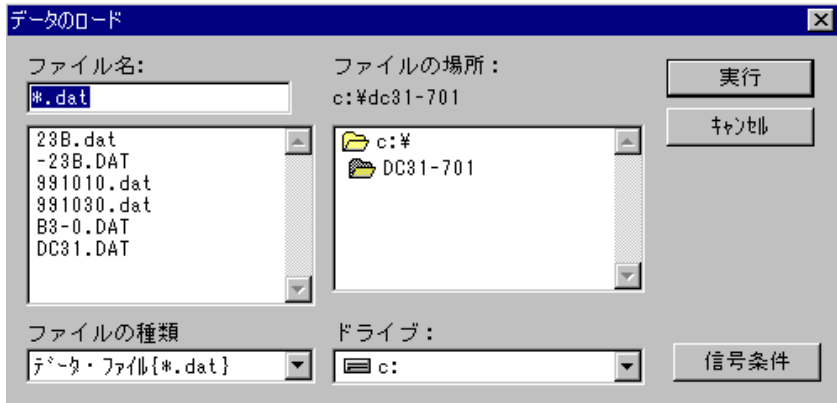 データのロード
ファイル名:
*.dat
23B.dat
-23B.DAT
991010.dat
991030.dat
B3-0.DAT
DC31.DAT
ファイルの種類
ﾃﾞｰﾀ・ﾌｧｲﾙ{*.dat}
ファイルの場所：
c:¥dc31-701
c:¥
DC31-701
ドライブ：
c:
実行
ｷｬﾝｾﾙ
信号条件